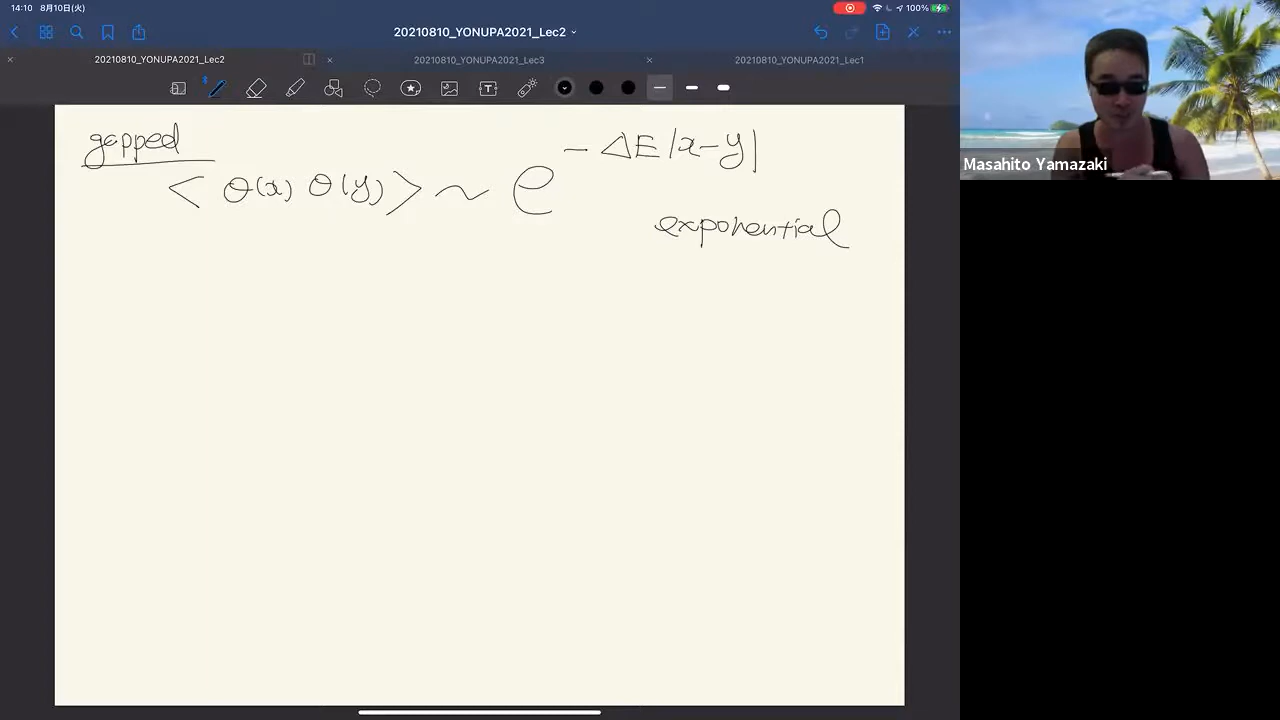 14:10 8月10日(火) 100%
20210810_YONUPA2021_Lec2
20210810_YONUPA2021_Lec2 20210810_YONUPA2021_Lec3 20210810_YONUPA2021_Lec1
gapped
< O(x) O(y) > ~ e^{-ΔE|x-y|}
exponential
Masahito Yamazaki